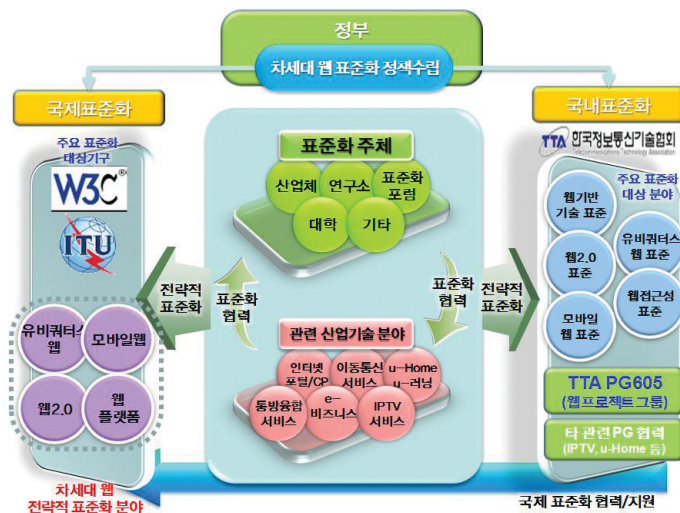 정부
차세대 웹 표준화 정책수립
국제표준화
주요 표준화
대상기구
W3C®
ITU
유비쿼터스
웹
모바일웹
웹2.0
웹
플랫폼
차세대 웹
전략적 표준화 분야
전략적
표준화
표준화 주체
산업체
연구소
표준화
포럼
대학
기타
표준화
협력
표준화
협력
관련 산업기술 분야
인터넷
포털/CP
이동통신
서비스
u-Home
u-러닝
통방융합
서비스
e-
비즈니스
IPTV
서비스
전략적
표준화
국내표준화
TTA 한국정보통신기술협회
Telecommunications Technology Association
주요 표준화
대상 분야
웹기반
기술 표준
유비쿼터스
웹 표준
웹2.0
표준
웹접근성
표준
모바일
웹 표준
TTA PG605
(웹프로젝트 그룹)
타 관련 PG 협력
(IPTV, u-Home 등)
국제 표준화 협력/지원